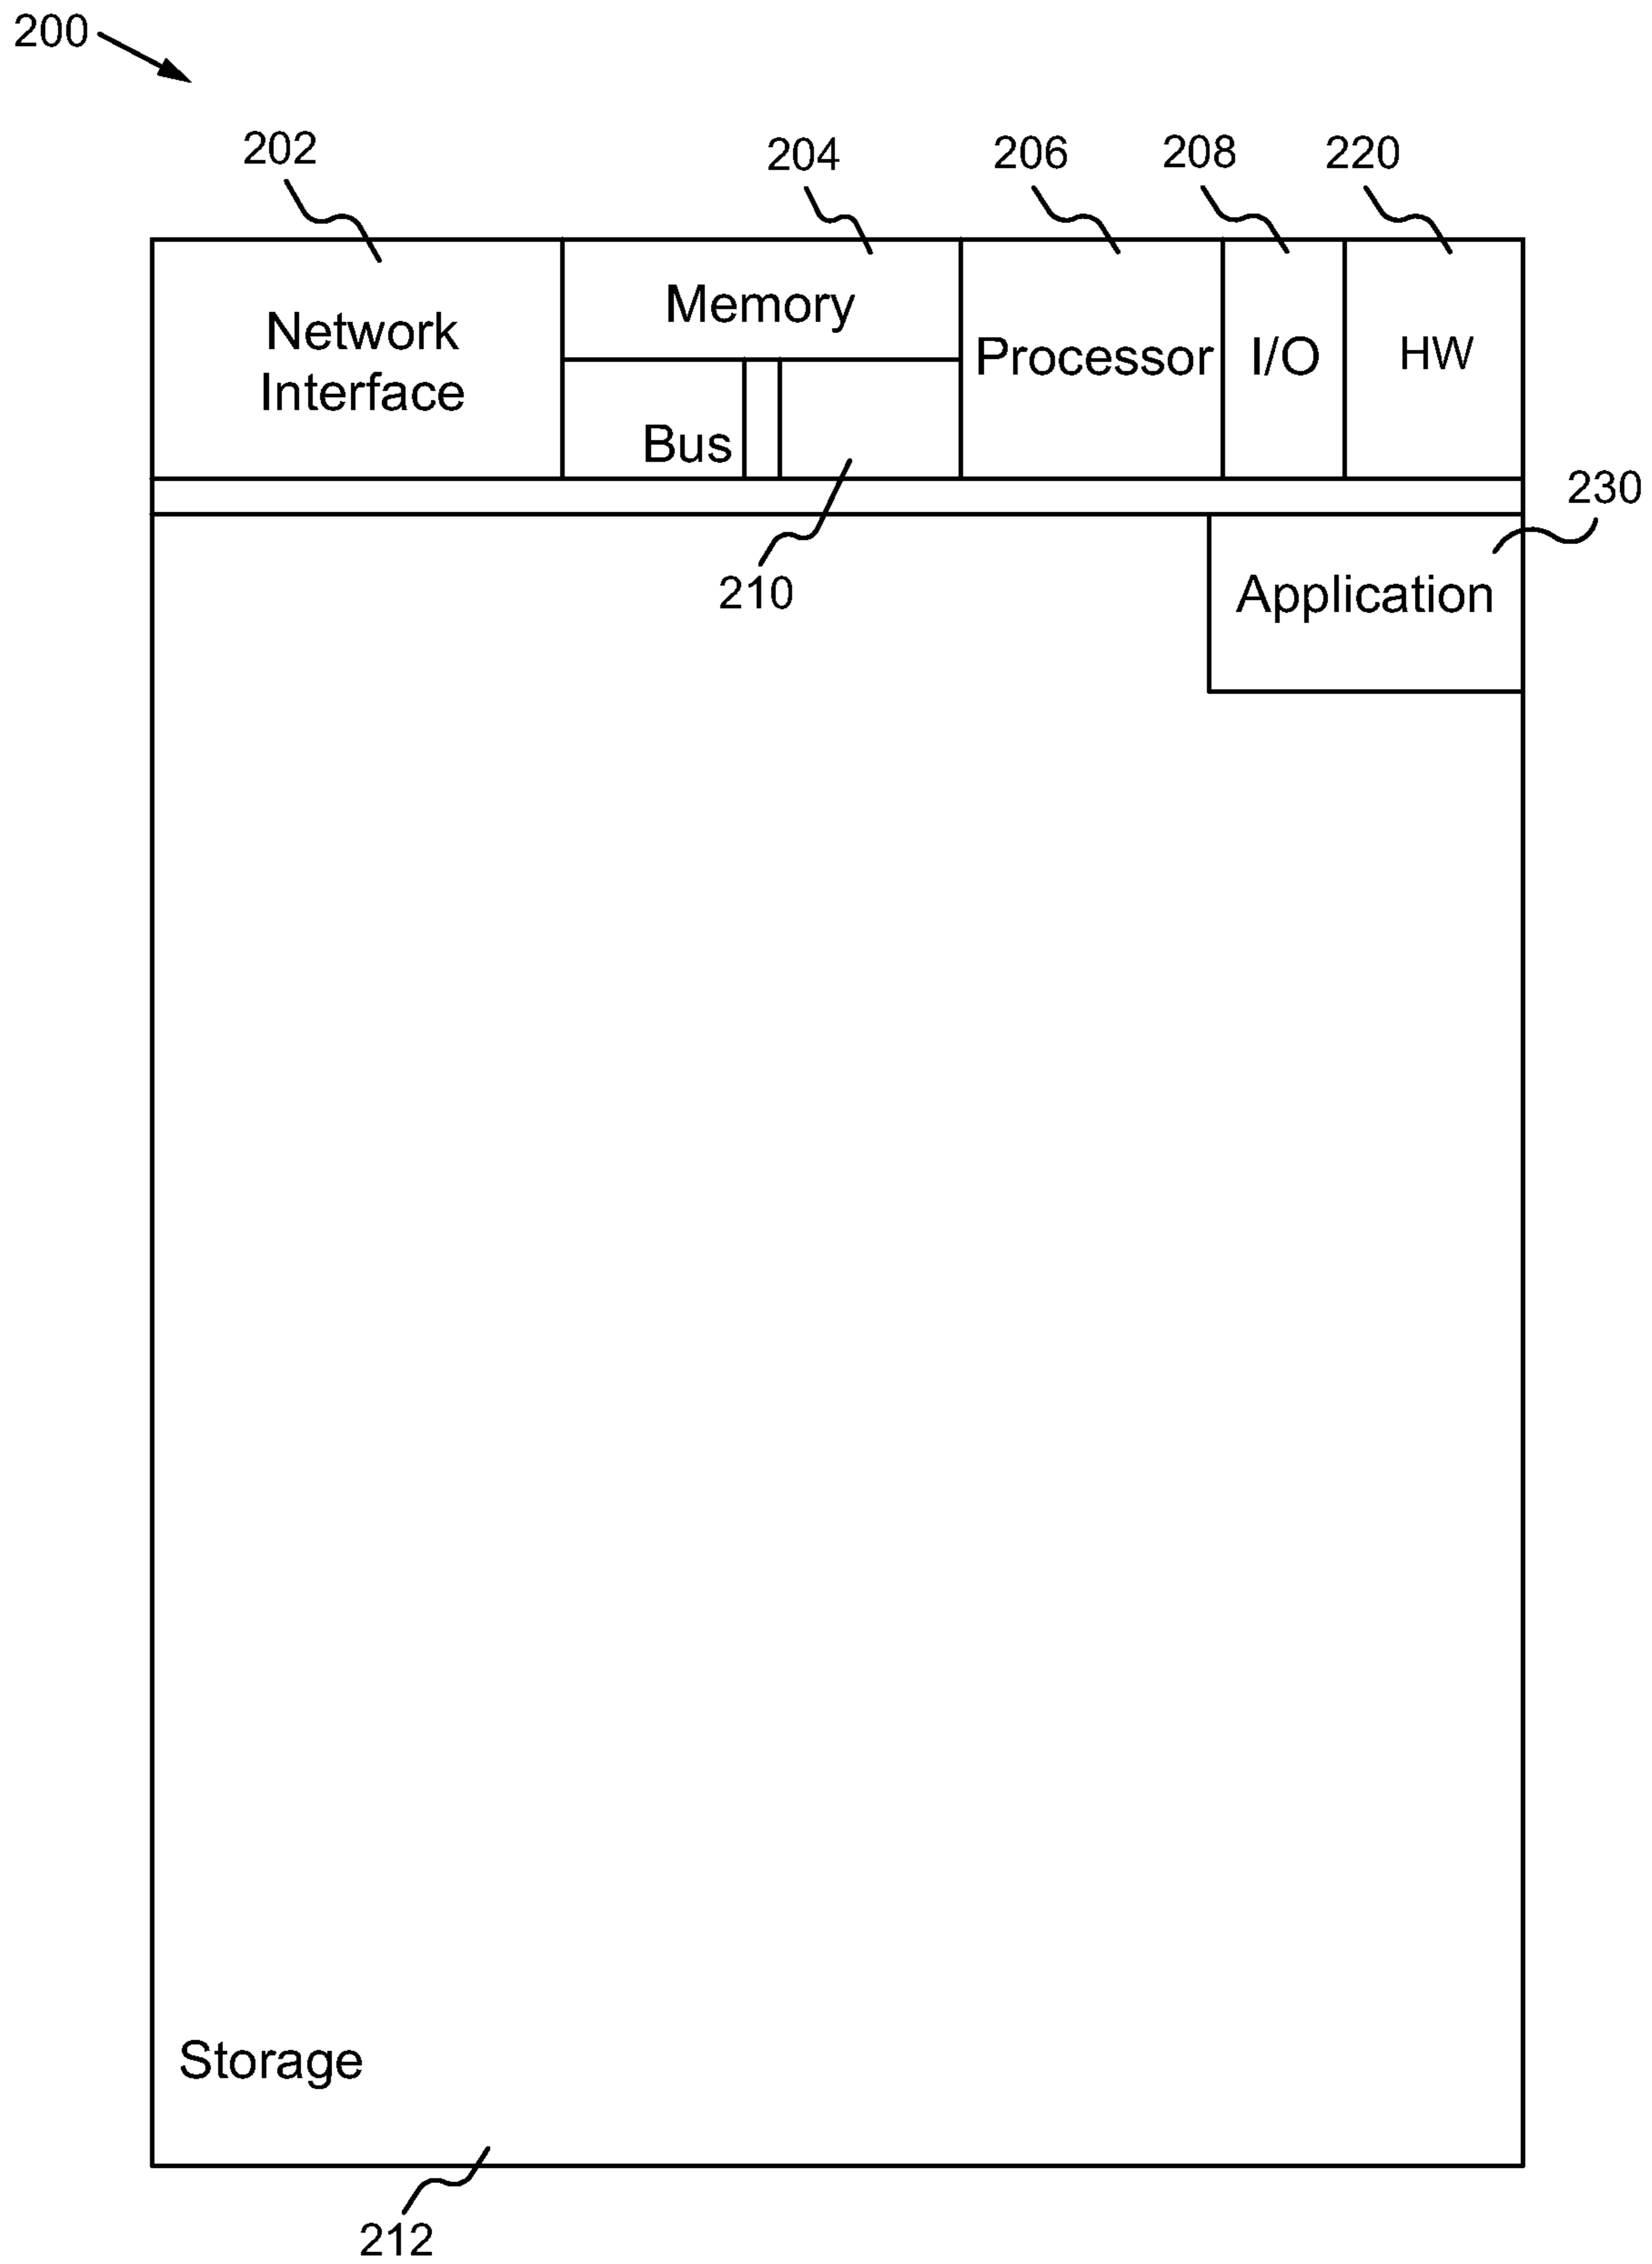 200
202
204
206
208
220
Network
Interface
Memory
Processor
I/O
HW
Bus
230
210
Application
Storage
212